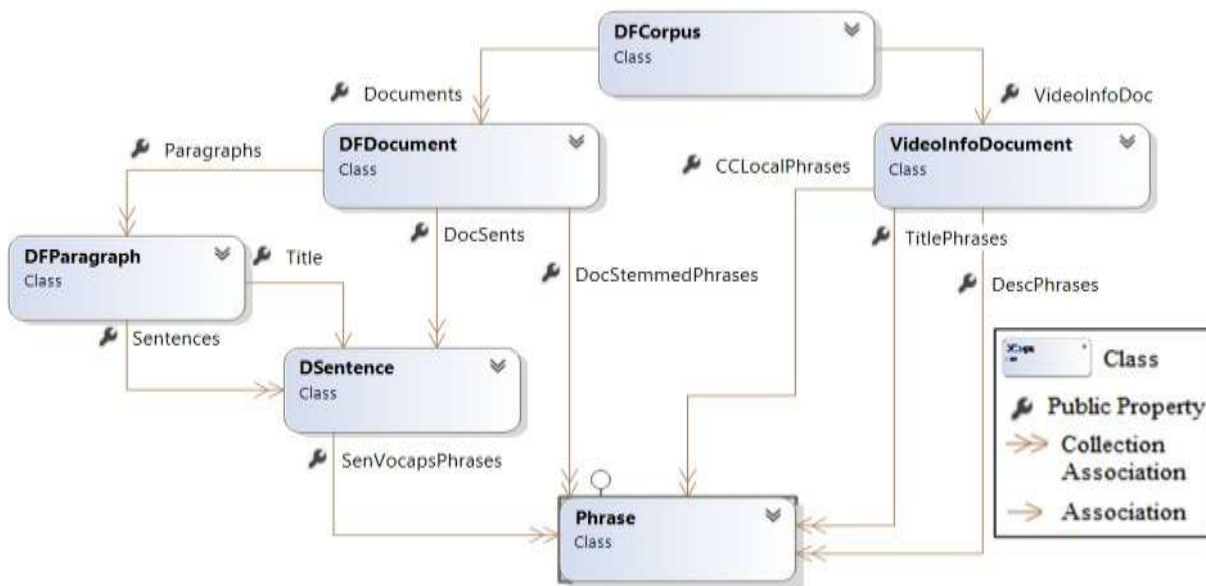 DFCorpus
Class
Documents
VideoInfoDoc
DFDocument
Class
VideoInfoDocument
Class
Paragraphs
CCLocalPhrases
DocSents
TitlePhrases
DFParagraph
Class
Title
DocStemmedPhrases
DescPhrases
Sentences
DSentence
Class
SenVocapsPhrases
Phrase
Class
Class
Public Property
Collection
Association
Association